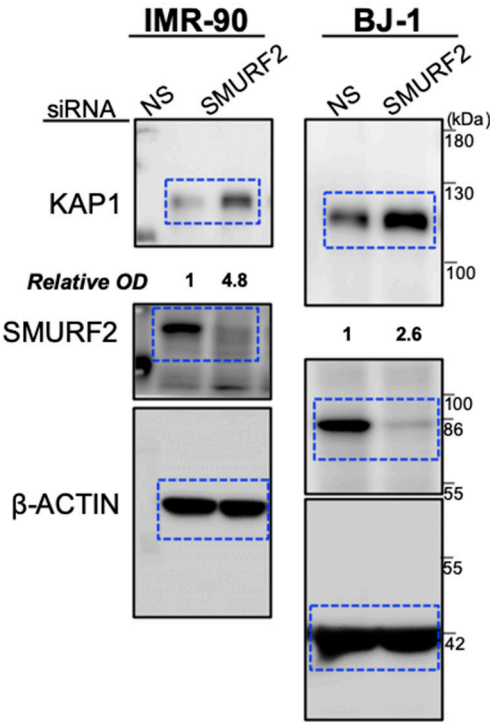 IMR-90 BJ-1
siRNA NS SMURF2 NS SMURF2 (kDa)
180
KAP1 130
100
Relative OD 1 4.8
SMURF2 1 2.6
100
86
55
β-ACTIN
55
42